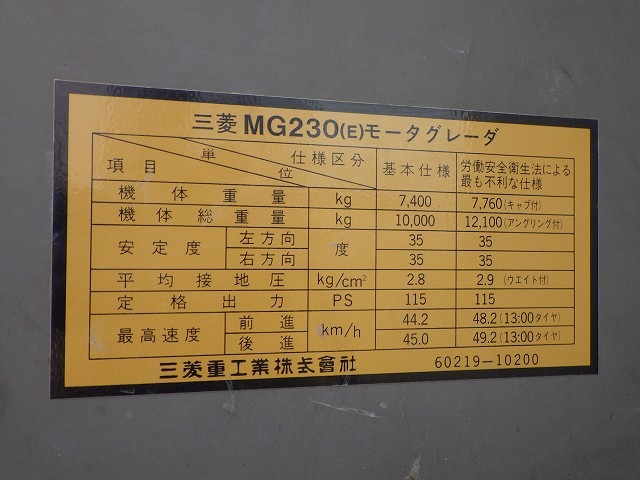 三菱 MG230(E)モータグレーダ
項目 単位 仕様区分 基本仕様 労働安全衛生法による最も不利な仕様
機体重量 kg 7,400 7,760(キャブ付)
機体総重量 kg 10,000 12,100(アングリング付)
安定度 左方向 度 35 35
右方向 35 35
平均接地圧 kg/cm² 2.8 2.9(ウエイト付)
定格出力 PS 115 115
最高速度 前進 km/h 44.2 48.2(13:00タイヤ)
後進 45.0 49.2(13:00タイヤ)
三菱重工業株式會社 60219-10200